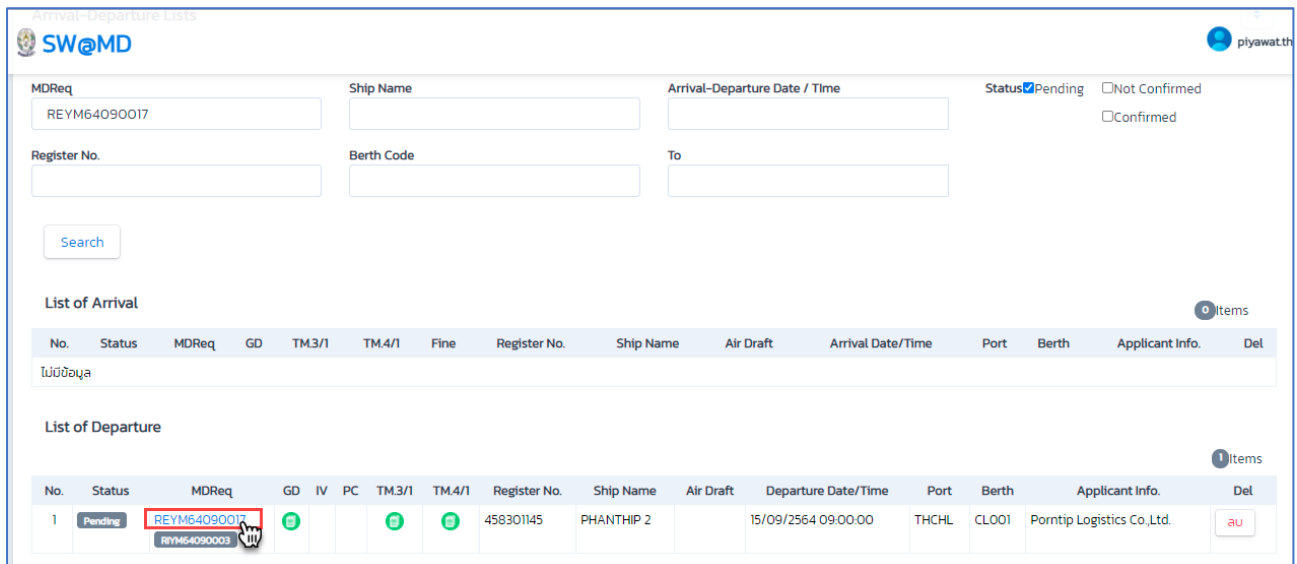 Arrival-Departure Lists
SW@MD
piyawat.th
MDReq Ship Name Arrival-Departure Date / Time Status Pending Not Confirmed
REYM64090017 Confirmed
Register No. Berth Code To
Search
List of Arrival
0 Items
No. Status MDReq GD TM.3/1 TM.4/1 Fine Register No. Ship Name Air Draft Arrival Date/Time Port Berth Applicant Info. Del
ไม่มีข้อมูล
List of Departure
1 Items
No. Status MDReq GD IV PC TM.3/1 TM.4/1 Register No. Ship Name Air Draft Departure Date/Time Port Berth Applicant Info. Del
1 Pending REYM64090017 458301145 PHANTHIP 2 15/09/2564 09:00:00 THCHL CL001 Porntip Logistics Co.,Ltd. ลบ
RIYM64090003